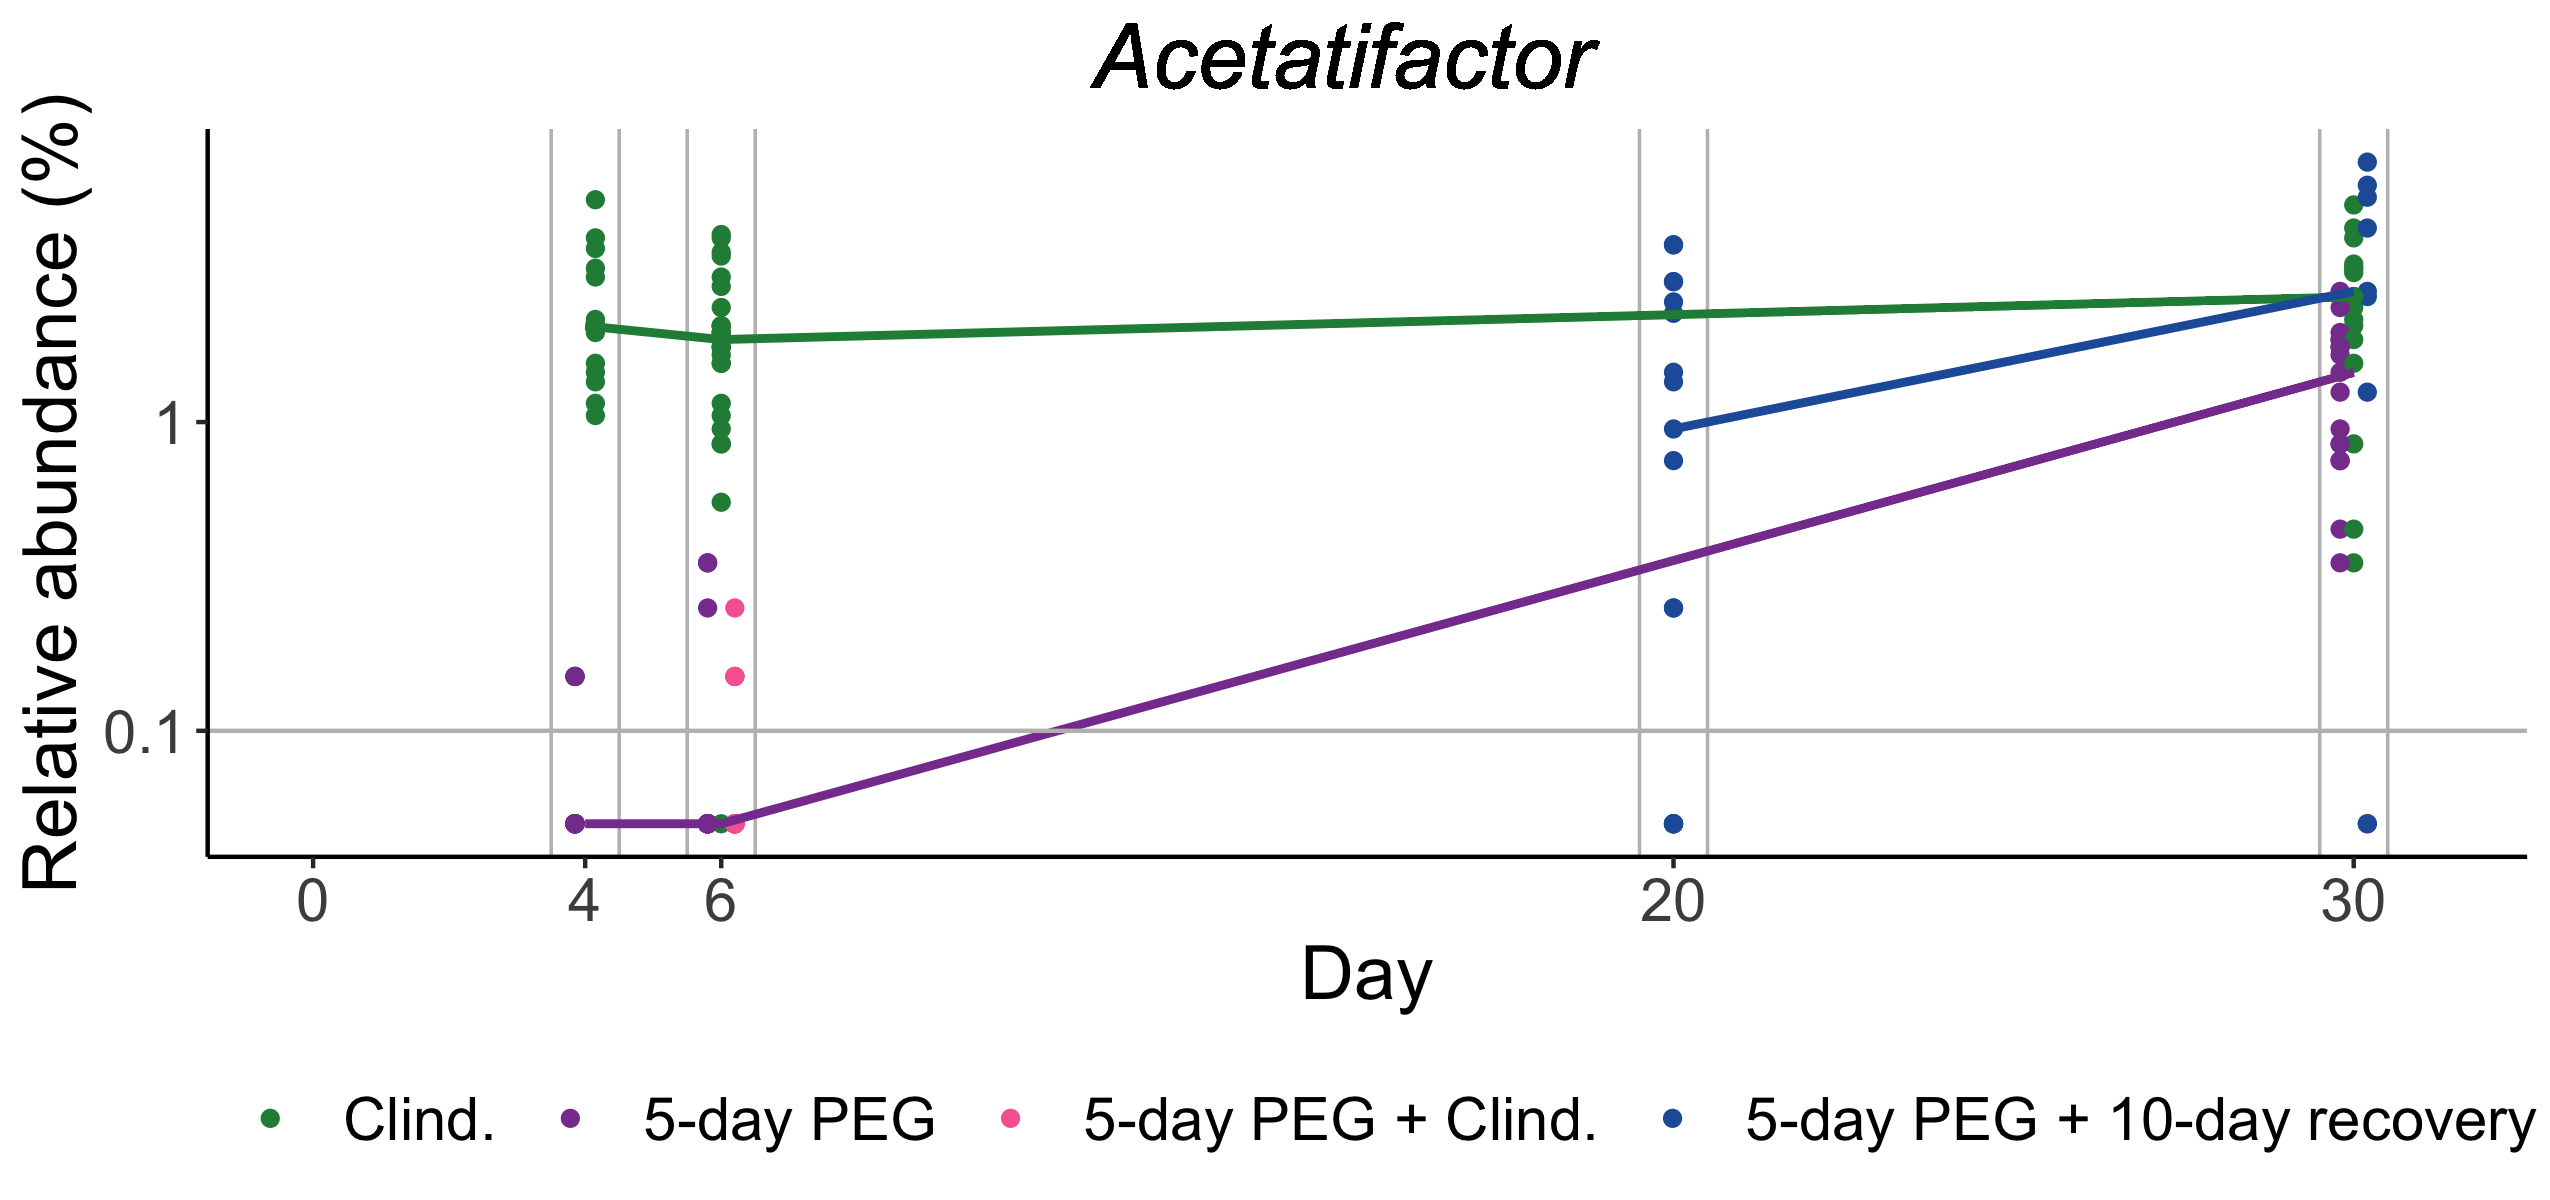 Acetatifactor
Relative abundance (%)
1
0.1
0 4 6 20 30
Day
Clind. 5-day PEG 5-day PEG + Clind. 5-day PEG + 10-day recovery